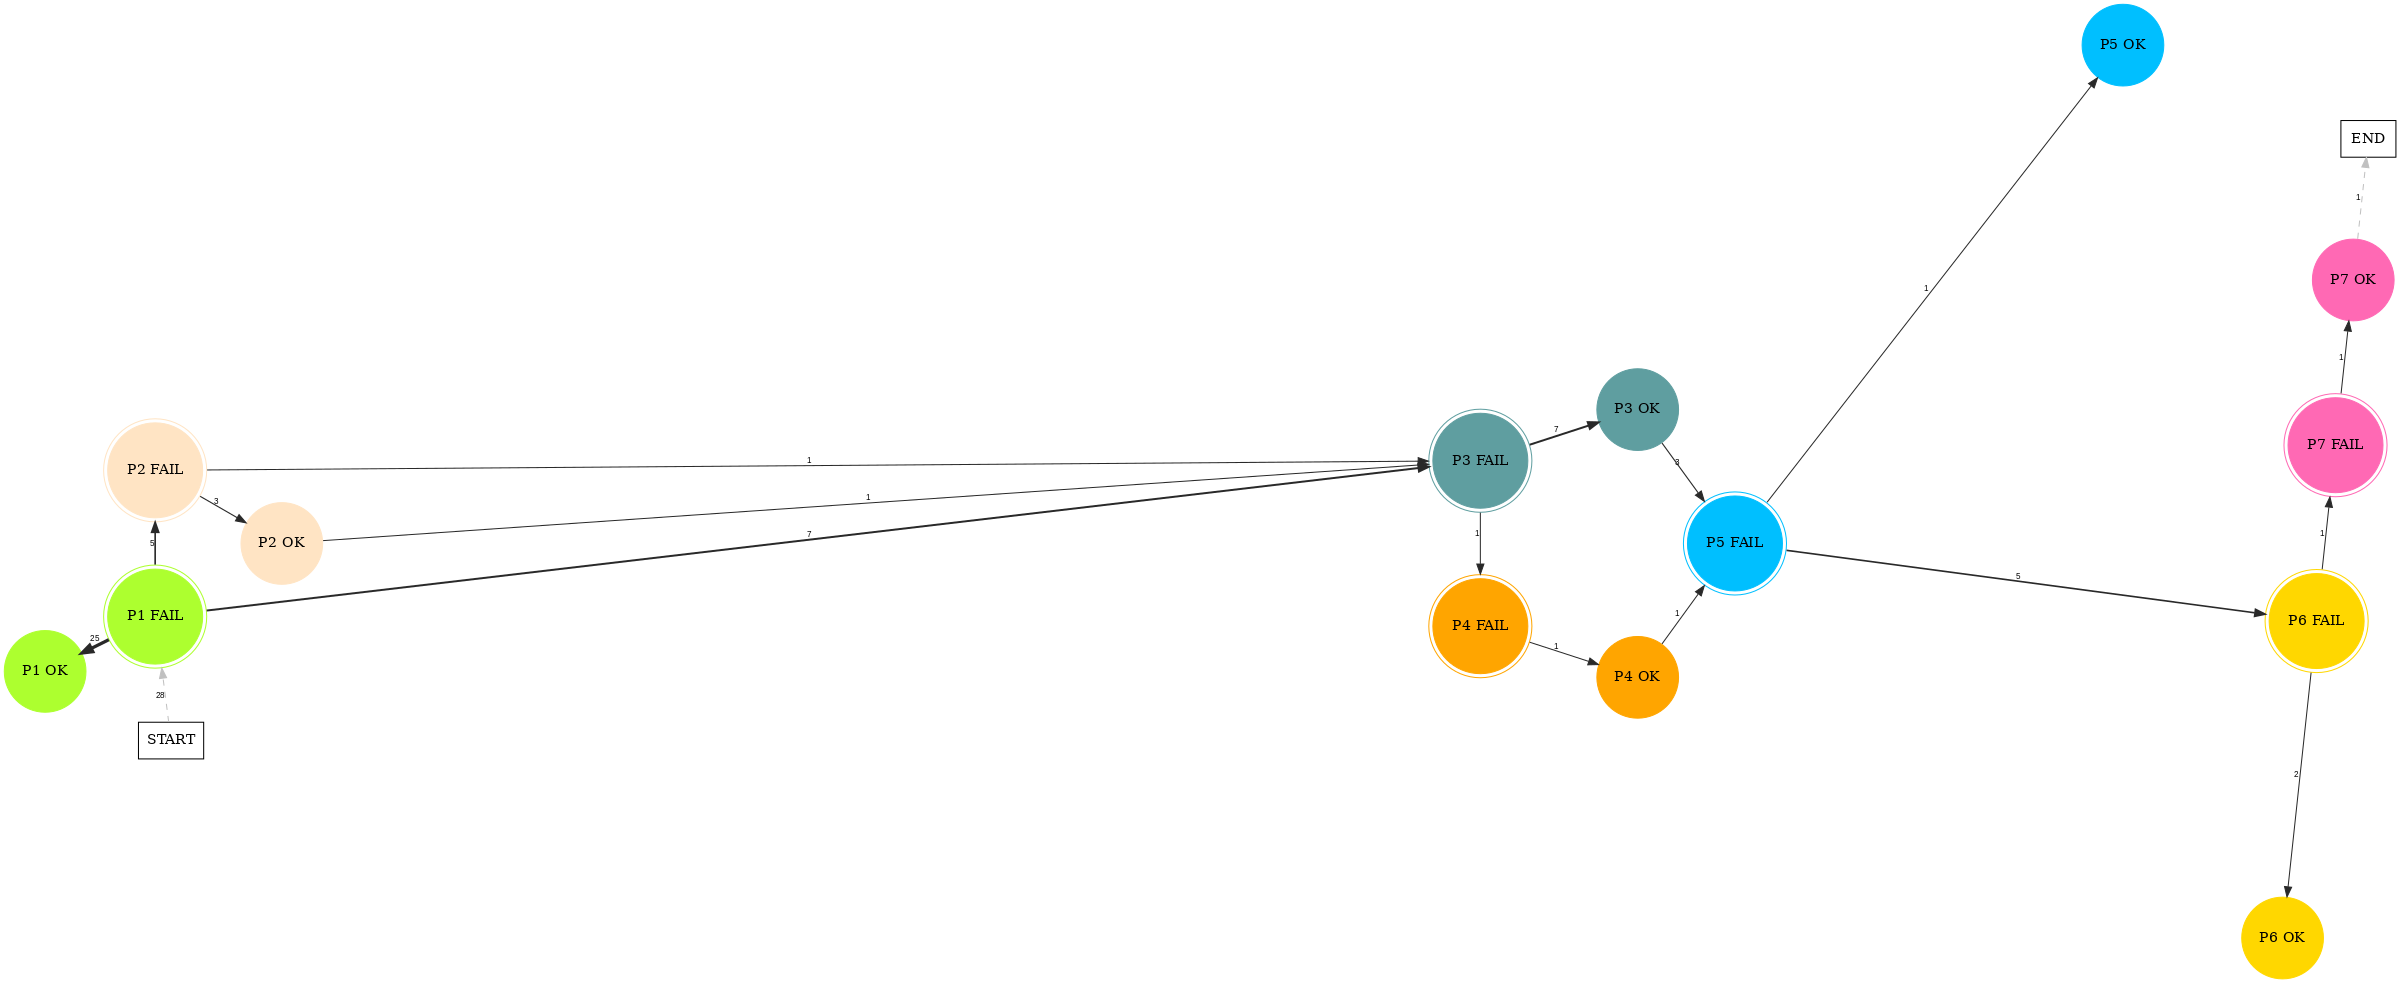 P5 OK
END
1
P7 OK
1
1
P3 OK
7
P7 FAIL
1
P2 FAIL
1
P3 FAIL
3
3
1
7
1
1
P2 OK
5
P5 FAIL
5
P1 FAIL
1
P6 FAIL
P4 FAIL
25
1
P1 OK
P4 OK
28
START
2
P6 OK